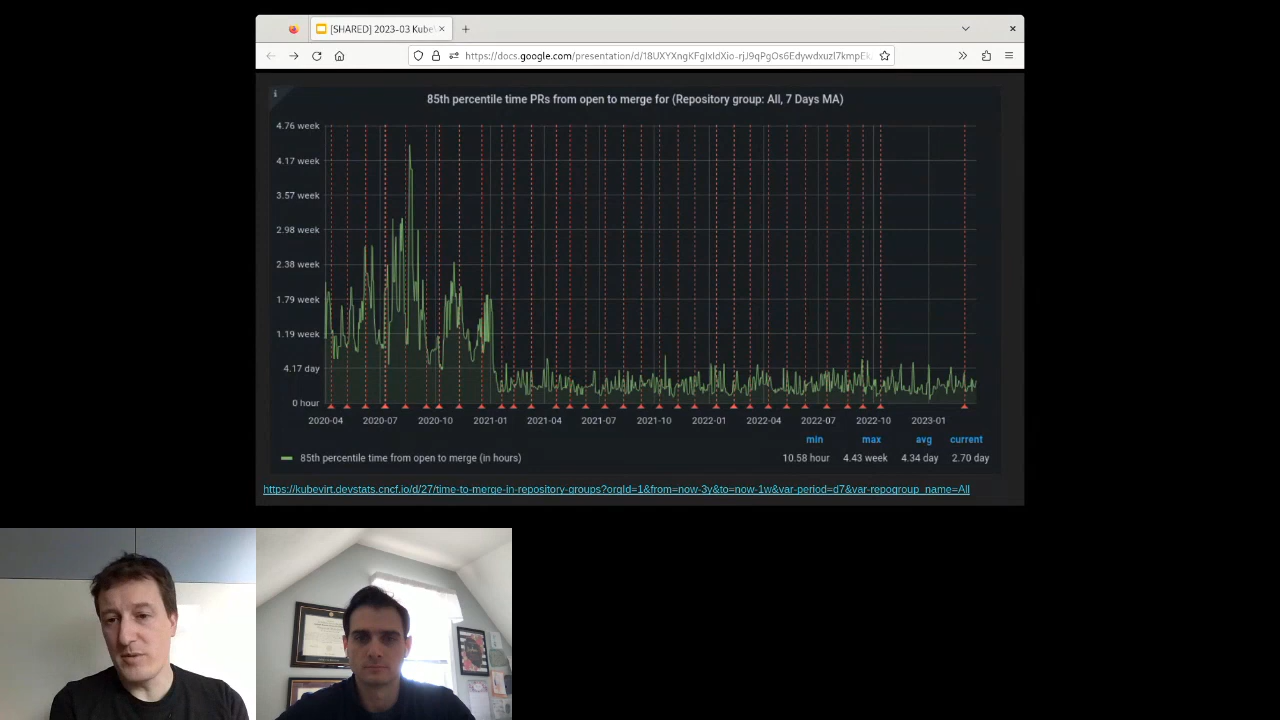 [SHARED] 2023-03 Kube
https://docs.google.com/presentation/d/
85th percentile time PRs from open to merge for (Repository group: All, 7 Days MA)
4.76 week
4.17 week
3.57 week
2.98 week
2.38 week
1.79 week
1.19 week
4.17 day
0 hour
2020-04 2020-07 2020-10 2021-01 2021-04 2021-07 2021-10 2022-01 2022-04 2022-07 2022-10 2023-01
min max avg current
85th percentile time from open to merge (in hours) 10.58 hour 4.43 week 4.34 day 2.70 day
https://kubevirt.devstats.cncf.io/d/27/time-to-merge-in-repository-groups?orgId=1&from=now-3y&to=now-1w&var-period=d7&var-repogroup_name=All